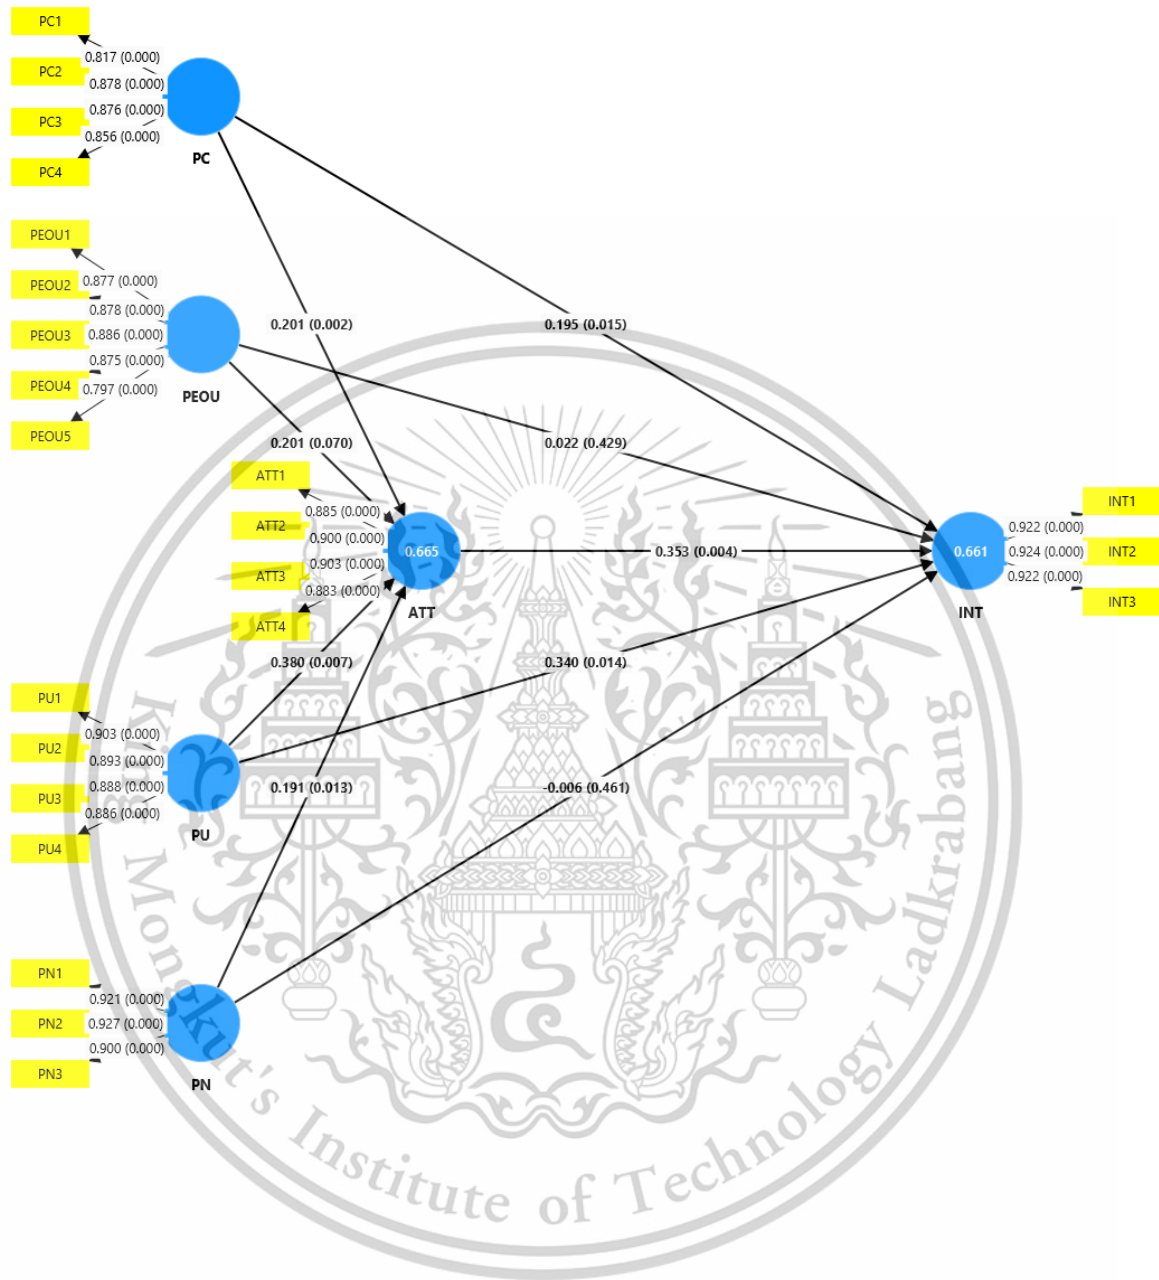 PC1
0.817 (0.000)
PC2
0.878 (0.000)
0.876 (0.000)
PC3
0.856 (0.000)
PC4
PC
PEOU1
0.877 (0.000)
PEOU2
0.878 (0.000)
PEOU3
0.886 (0.000)
0.875 (0.000)
PEOU4
0.797 (0.000)
PEOU5
PEOU
0.201 (0.002)
0.195 (0.015)
0.201 (0.070)
0.022 (0.429)
ATT1
0.885 (0.000)
ATT2
0.900 (0.000)
0.903 (0.000)
ATT3
0.883 (0.000)
ATT4
0.665
ATT
0.353 (0.004)
0.661
INT
INT1
0.922 (0.000)
0.924 (0.000)
INT2
0.922 (0.000)
INT3
0.380 (0.007)
0.340 (0.014)
PU1
0.903 (0.000)
PU2
0.893 (0.000)
0.888 (0.000)
PU3
0.886 (0.000)
PU4
PU
0.191 (0.013)
-0.006 (0.461)
PN1
0.921 (0.000)
PN2
0.927 (0.000)
0.900 (0.000)
PN3
PN
King Mongkut's Institute of Technology Ladkrabang